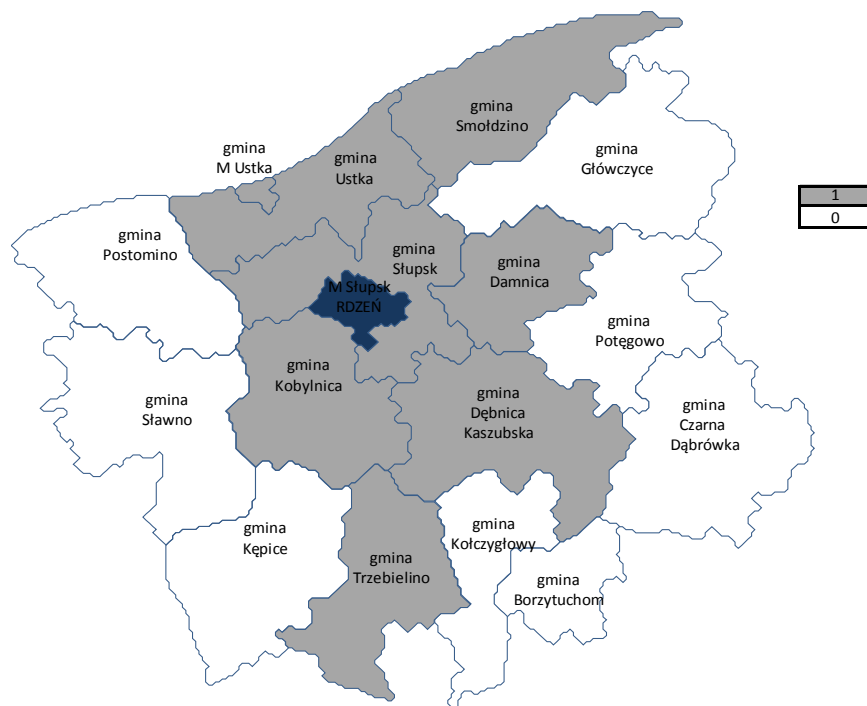 gmina
Smołdzino
gmina
M Ustka
gmina
Ustka
gmina
Główczyce
1
0
gmina
Postomino
gmina
Słupsk
gmina
Damnica
M Słupsk
RDZEŃ
gmina
Potęgowo
gmina
Kobylnica
gmina
Dębnica
Kaszubska
gmina
Sławno
gmina
Czarna
Dąbrówka
gmina
Kępice
gmina
Kołczygłowy
gmina
Trzebielino
gmina
Borzytuchom